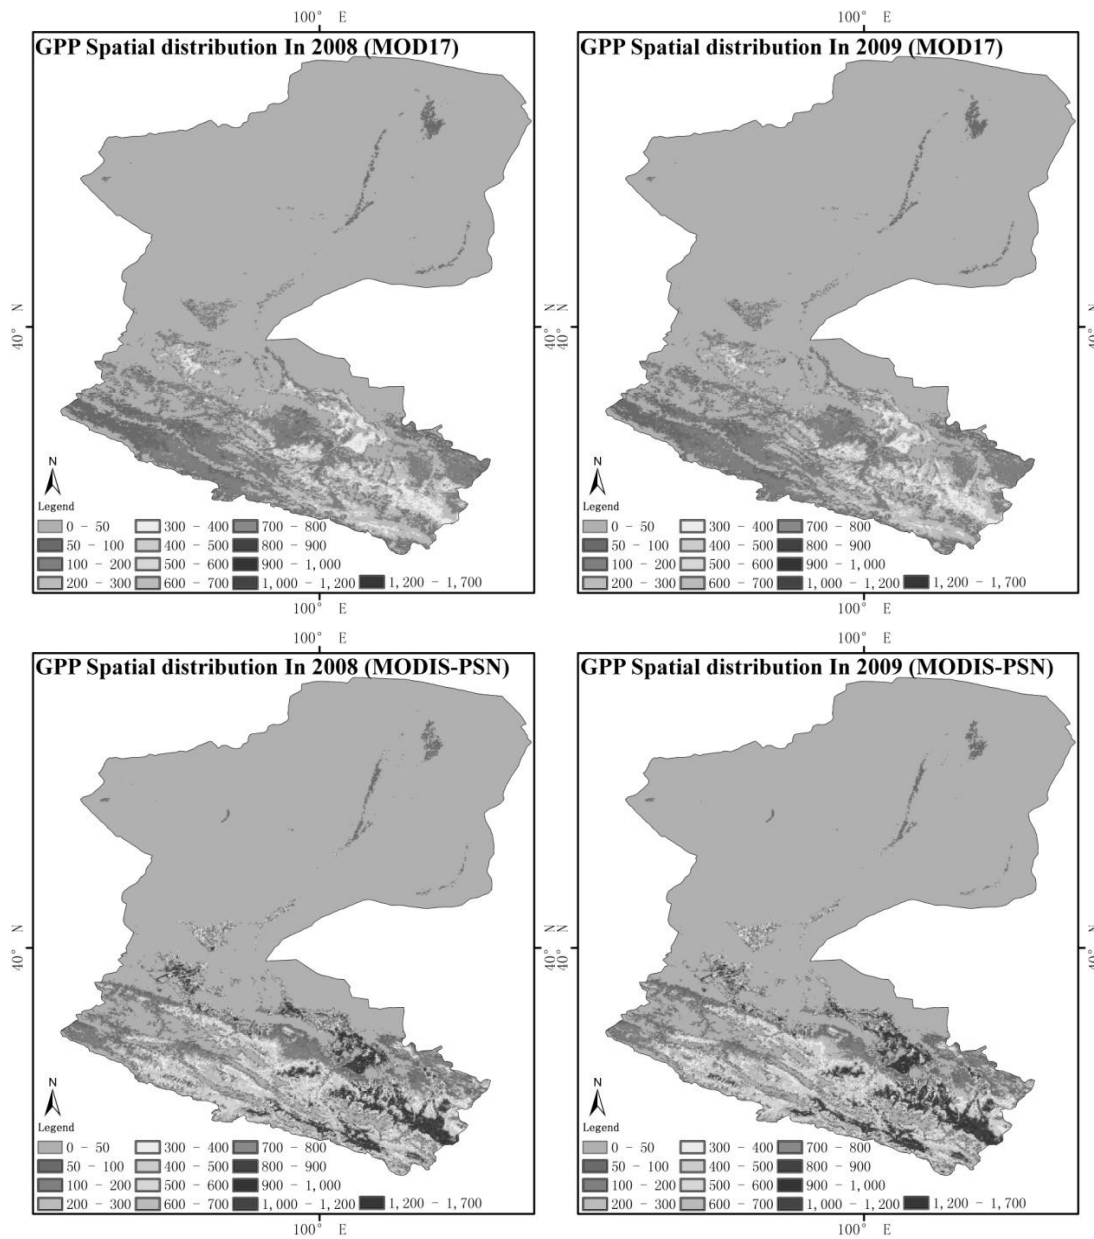 100° E
100° E
GPP Spatial distribution In 2008 (MOD17)
GPP Spatial distribution In 2009 (MOD17)
40° N
40° N
40° N
40° N
N
N
Legend
Legend
0 - 50 300 - 400 700 - 800
50 - 100 400 - 500 800 - 900
100 - 200 500 - 600 900 - 1,000
200 - 300 600 - 700 1,000 - 1,200 1,200 - 1,700
0 - 50 300 - 400 700 - 800
50 - 100 400 - 500 800 - 900
100 - 200 500 - 600 900 - 1,000
200 - 300 600 - 700 1,000 - 1,200 1,200 - 1,700
100° E
100° E
100° E
100° E
GPP Spatial distribution In 2008 (MODIS-PSN)
GPP Spatial distribution In 2009 (MODIS-PSN)
40° N
40° N
40° N
40° N
N
N
Legend
Legend
0 - 50 300 - 400 700 - 800
50 - 100 400 - 500 800 - 900
100 - 200 500 - 600 900 - 1,000
200 - 300 600 - 700 1,000 - 1,200 1,200 - 1,700
0 - 50 300 - 400 700 - 800
50 - 100 400 - 500 800 - 900
100 - 200 500 - 600 900 - 1,000
200 - 300 600 - 700 1,000 - 1,200 1,200 - 1,700
100° E
100° E